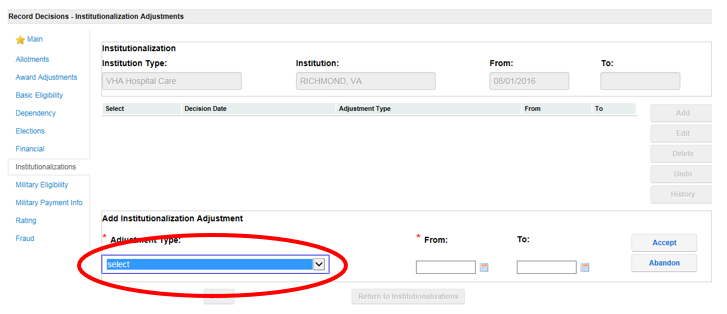 Record Decisions - Institutionalization Adjustments
Main
Allotments
Award Adjustments
Basic Eligibility
Dependency
Elections
Financial
Institutionalizations
Military Eligibility
Military Payment Info
Rating
Fraud
Institutionalization
Institution Type: Institution: From: To:
VHA Hospital Care RICHMOND, VA 08/01/2016
Select Decision Date Adjustment Type From To
Add
Edit
Delete
Undo
History
Add Institutionalization Adjustment
* Adjustment Type: * From: To:
select
Accept
Abandon
Return to Institutionalizations